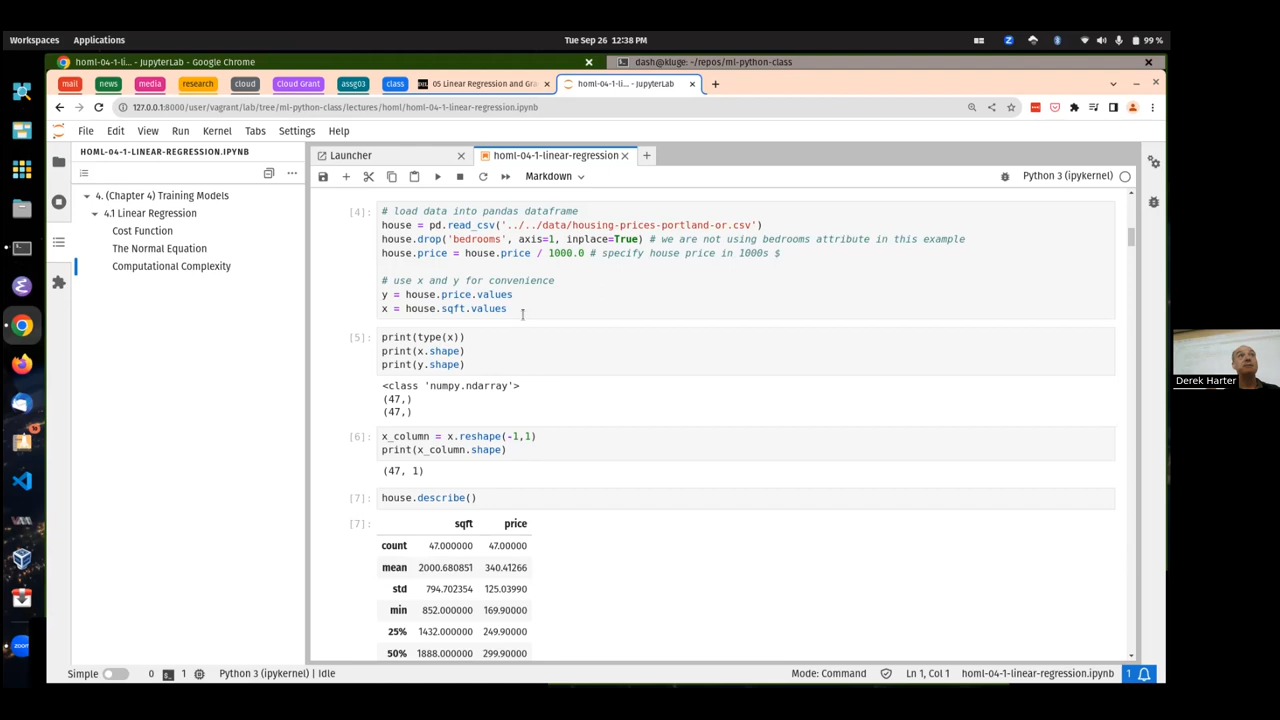 Workspaces Applications Tue Sep 26 12:38 PM 99 %
homl-04-1-li... - JupyterLab - Google Chrome dash@kluge: ~/repos/ml-python-class
mail news media research cloud Cloud Grant assg03 class 05 Linear Regression and Gra homl-04-1-li... - JupyterLab
127.0.0.1:8000/user/vagrant/lab/tree/ml-python-class/lectures/homl/homl-04-1-linear-regression.ipynb
File Edit View Run Kernel Tabs Settings Help
HOML-04-1-LINEAR-REGRESSION.IPYNB
Launcher homl-04-1-linear-regression
Markdown Python 3 (ipykernel)
4. (Chapter 4) Training Models
4.1 Linear Regression
Cost Function
The Normal Equation
Computational Complexity
[4]: # load data into pandas dataframe
house = pd.read_csv('../../data/housing-prices-portland-or.csv')
house.drop('bedrooms', axis=1, inplace=True) # we are not using bedrooms attribute in this example
house.price = house.price / 1000.0 # specify house price in 1000s $
# use x and y for convenience
y = house.price.values
x = house.sqft.values
[5]: print(type(x))
print(x.shape)
print(y.shape)
<class 'numpy.ndarray'>
(47,)
(47,)
[6]: x_column = x.reshape(-1,1)
print(x_column.shape)
(47, 1)
[7]: house.describe()
[7]: sqft price
count 47.000000 47.00000
mean 2000.680851 340.41266
std 794.702354 125.03990
min 852.000000 169.90000
25% 1432.000000 249.90000
50% 1888.000000 299.90000
Derek Harter
Simple 0 1 Python 3 (ipykernel) | Idle Mode: Command Ln 1, Col 1 homl-04-1-linear-regression.ipynb 1